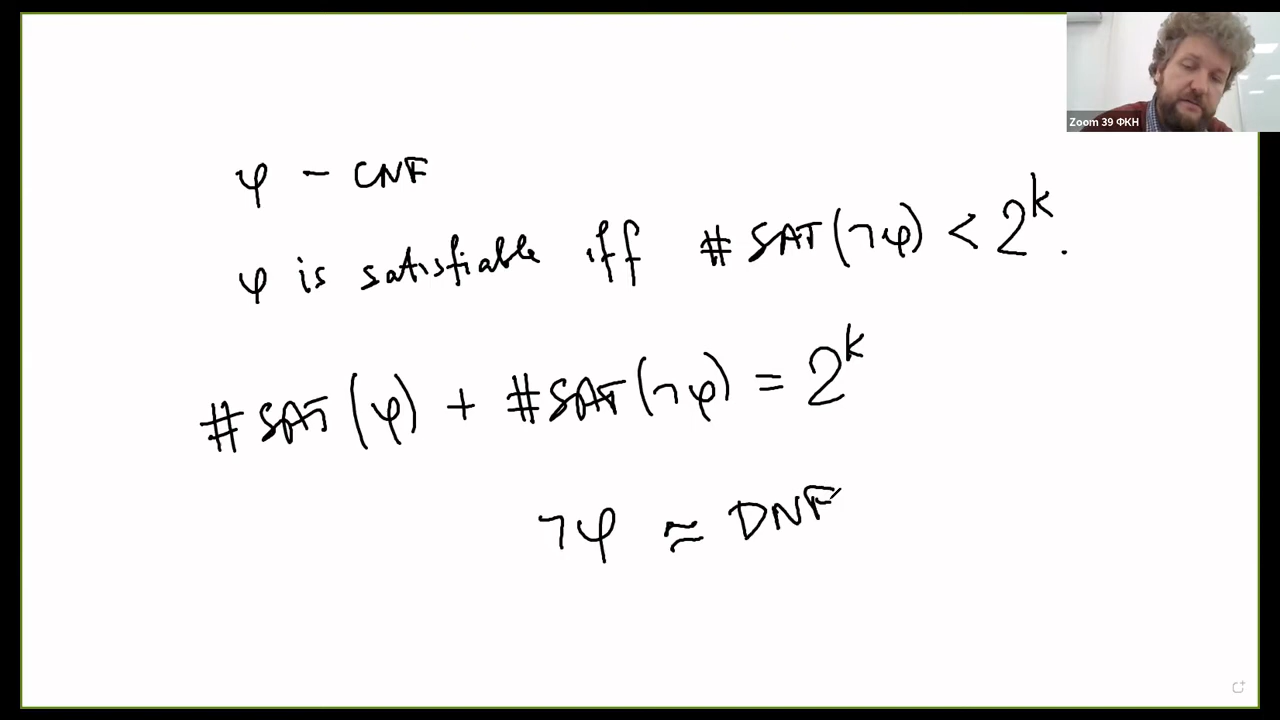 Zoom 39 ФКН
φ - CNF
φ is satisfiable iff #SAT(¬φ) < 2^k.
#SAT(φ) + #SAT(¬φ) = 2^k
¬φ ≈ DNF